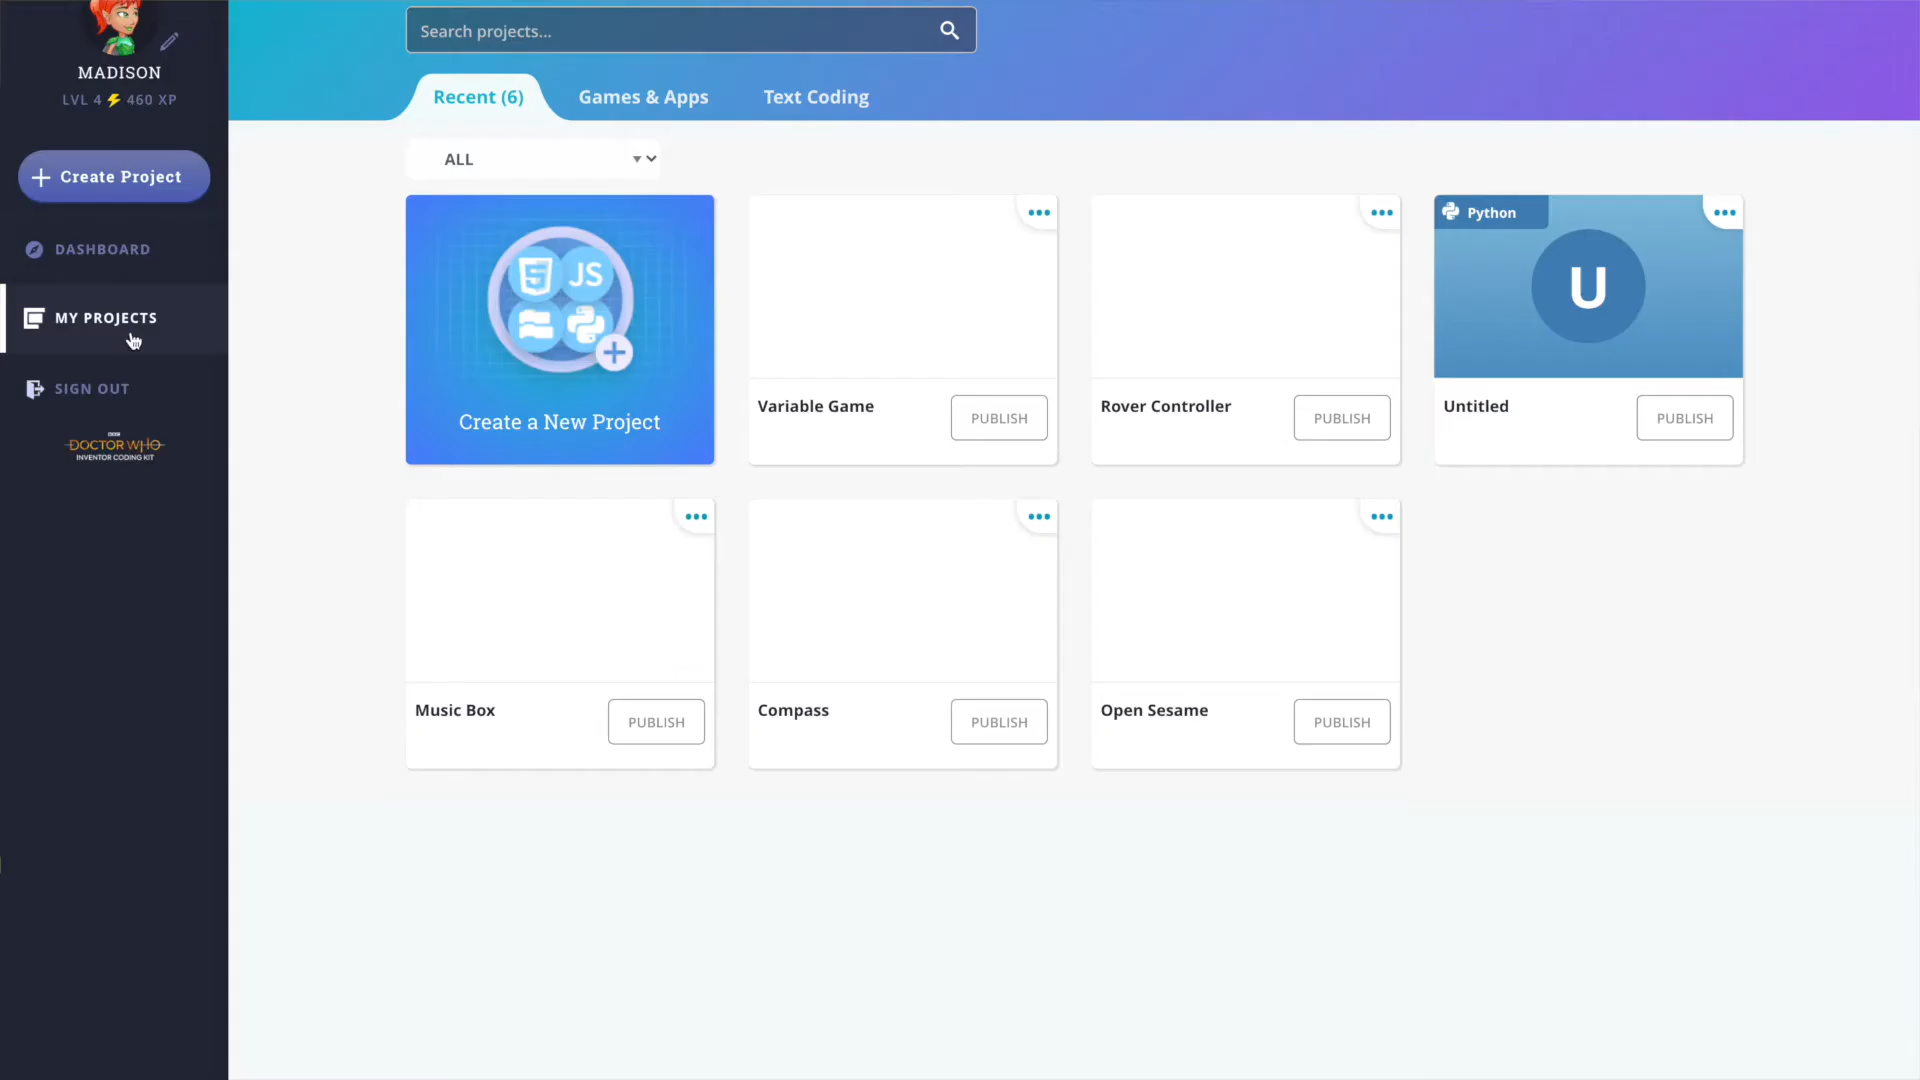 MADISON
LVL 4 ⚡ 460 XP
Create Project
DASHBOARD
MY PROJECTS
SIGN OUT
BBC
DOCTOR WHO
INVENTOR CODING KIT
Search projects...
Recent (6)
Games & Apps
Text Coding
ALL
JS
Create a New Project
Variable Game
PUBLISH
Rover Controller
PUBLISH
Python
U
Untitled
PUBLISH
Music Box
PUBLISH
Compass
PUBLISH
Open Sesame
PUBLISH